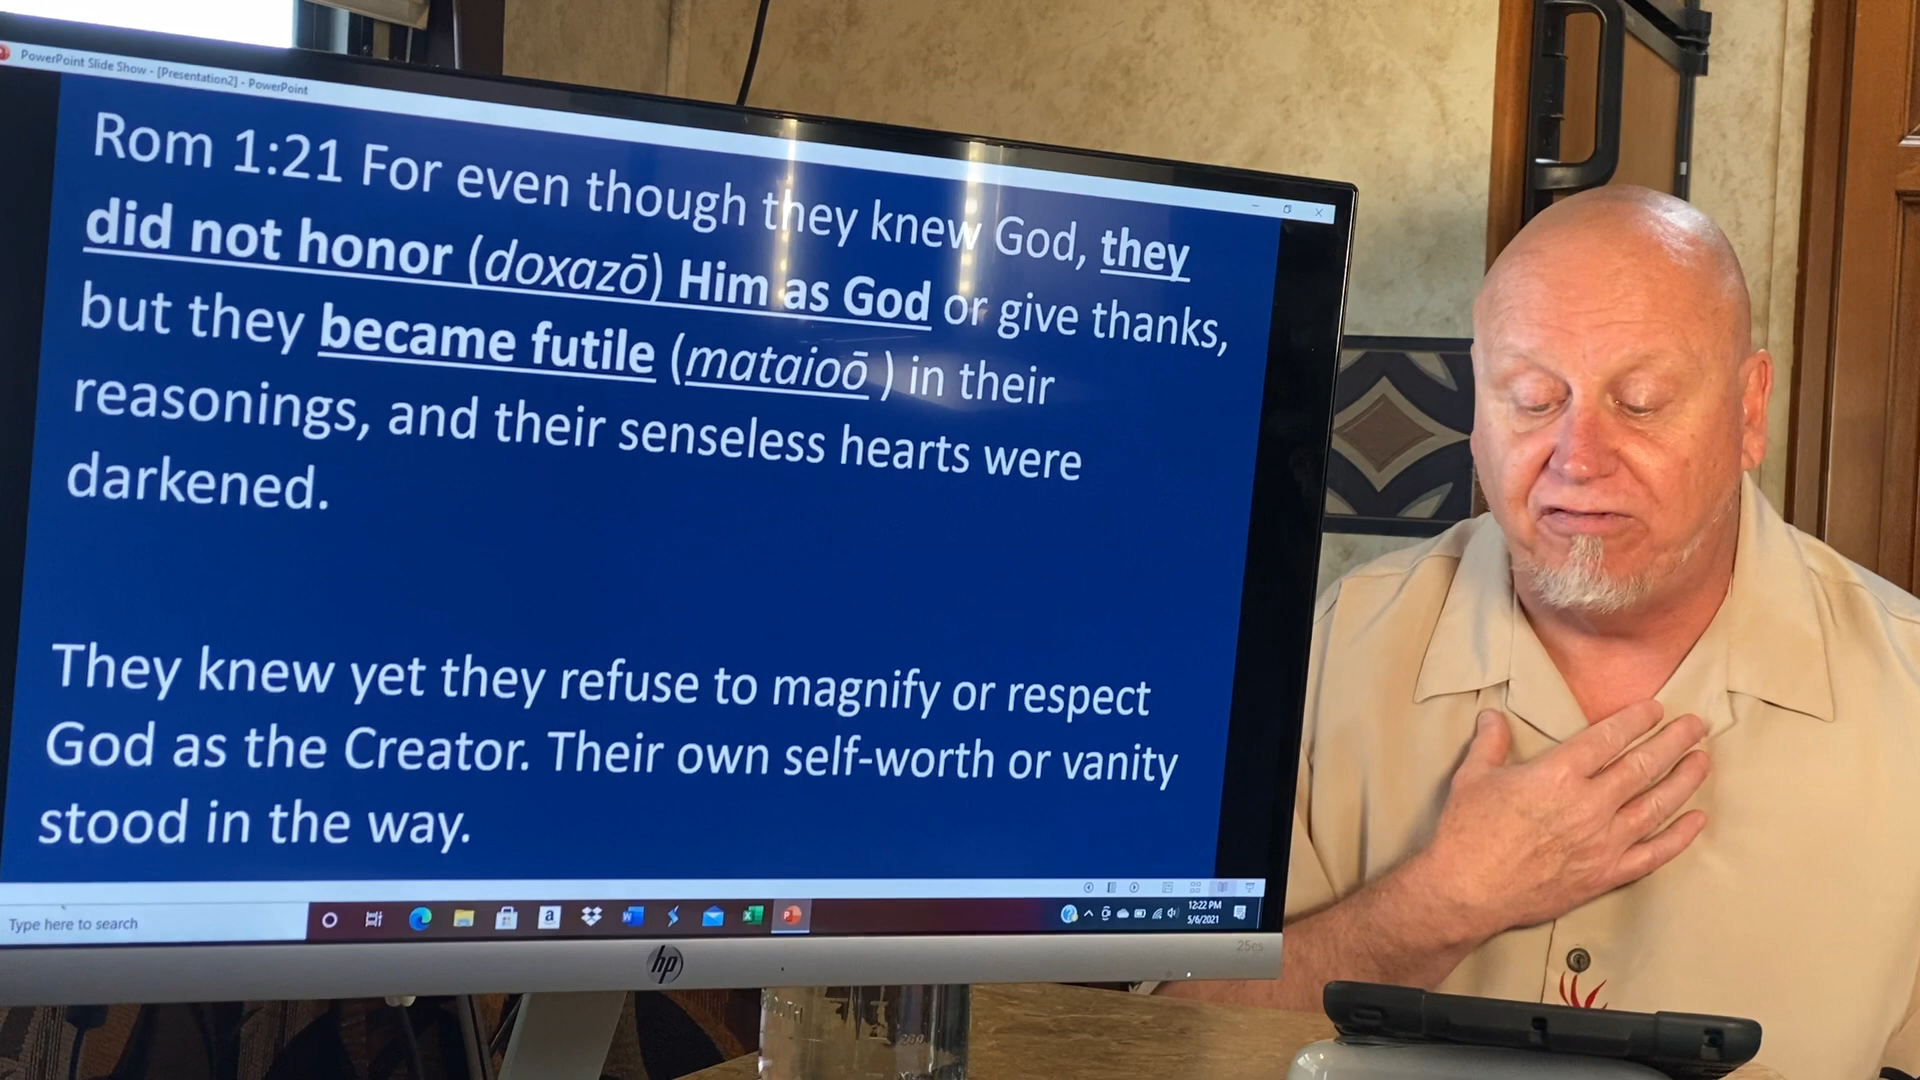 PowerPoint Slide Show - [Presentation2] - PowerPoint
Rom 1:21 For even though they knew God, they
did not honor (doxazō) Him as God or give thanks,
but they became futile (mataioō ) in their
reasonings, and their senseless hearts were
darkened.
They knew yet they refuse to magnify or respect
God as the Creator. Their own self-worth or vanity
stood in the way.
Type here to search
a
12:22 PM
5/6/2021
hp
25es